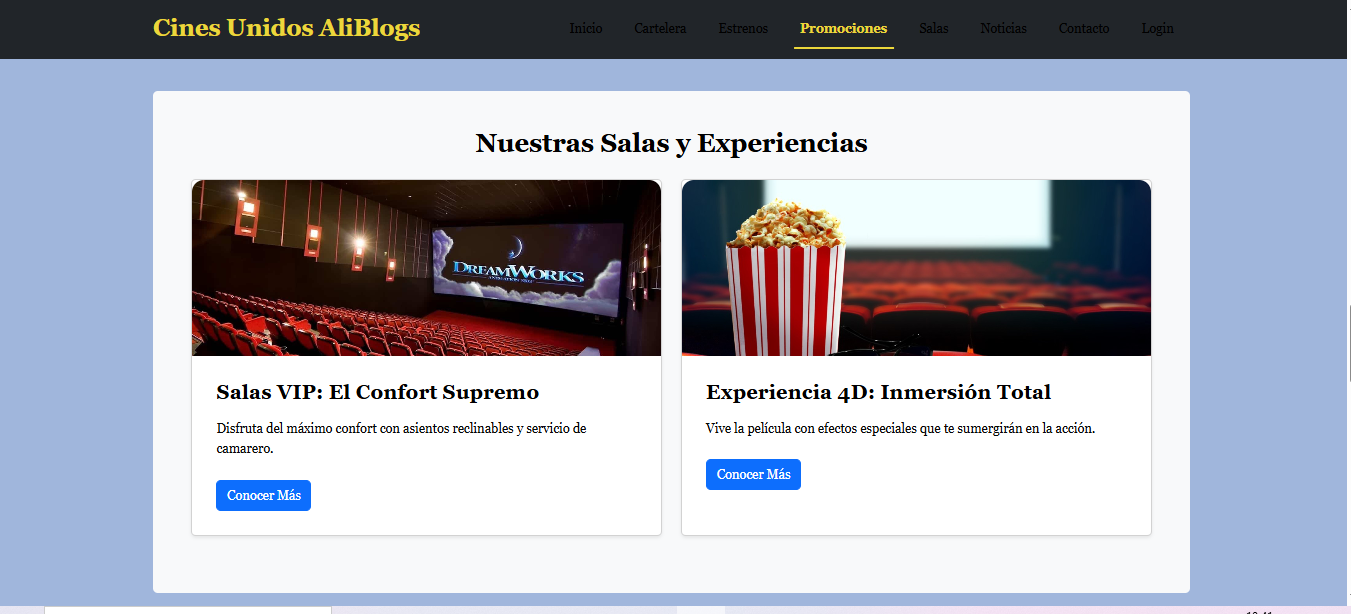 Cines Unidos AliBlogs
Inicio
Cartelera
Estrenos
Promociones
Salas
Noticias
Contacto
Login
Nuestras Salas y Experiencias
DREAMWORKS
Salas VIP: El Confort Supremo
Disfruta del máximo confort con asientos reclinables y servicio de
camarero.
Conocer Más
Experiencia 4D: Inmersión Total
Vive la película con efectos especiales que te sumergirán en la acción.
Conocer Más